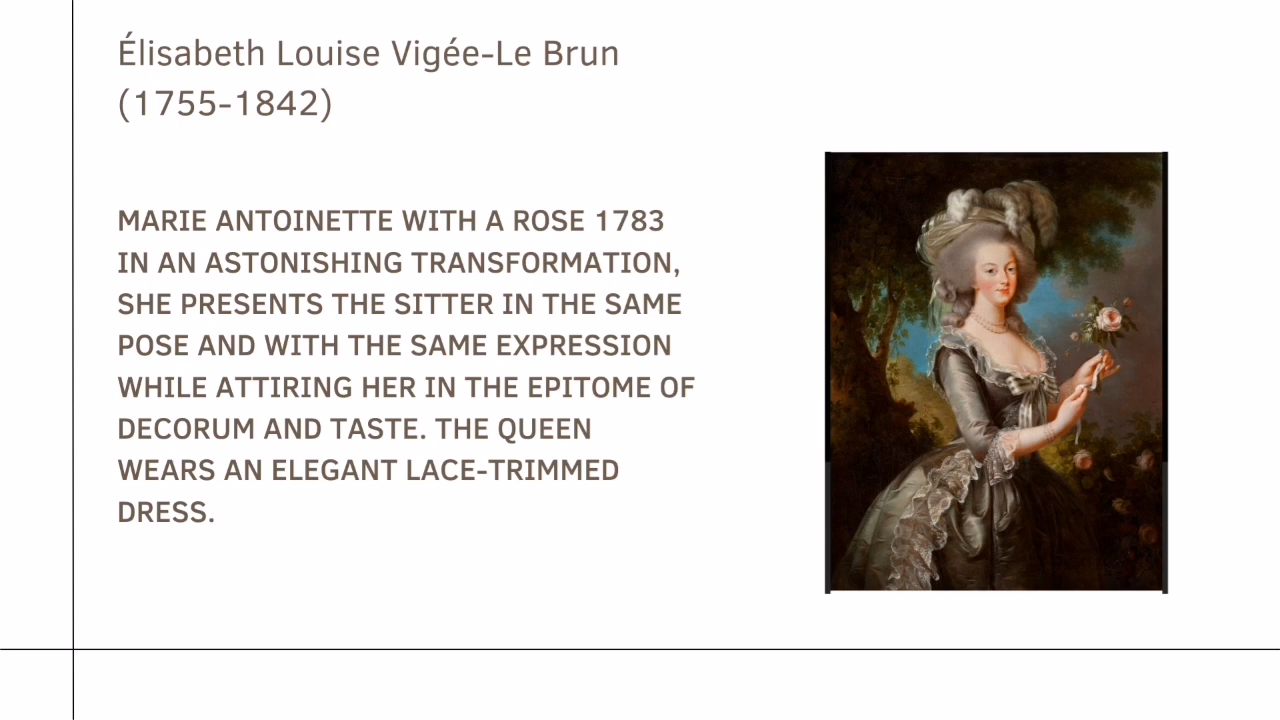 Élisabeth Louise Vigée-Le Brun
(1755-1842)
MARIE ANTOINETTE WITH A ROSE 1783
IN AN ASTONISHING TRANSFORMATION,
SHE PRESENTS THE SITTER IN THE SAME
POSE AND WITH THE SAME EXPRESSION
WHILE ATTIRING HER IN THE EPITOME OF
DECORUM AND TASTE. THE QUEEN
WEARS AN ELEGANT LACE-TRIMMED
DRESS.